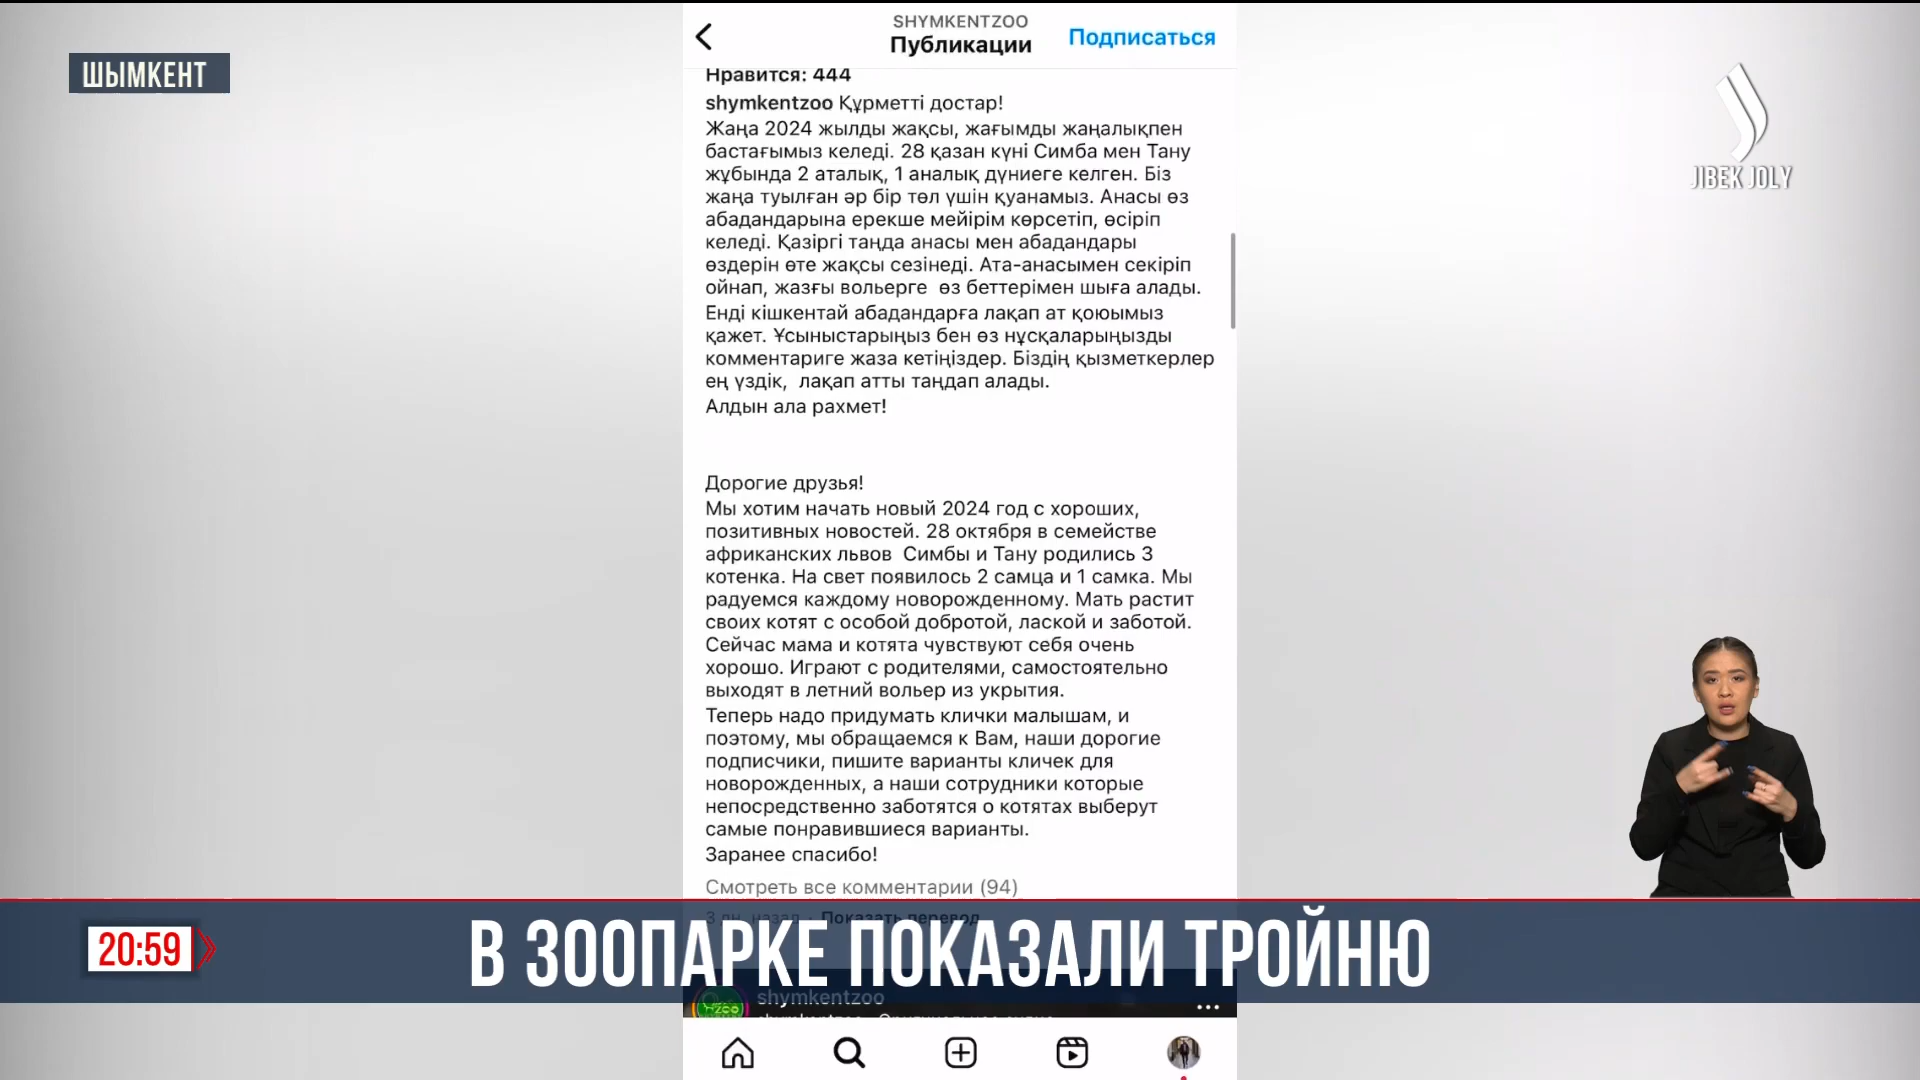 ШЫМКЕНТ
SHYMKENTZOO
Публикации
Подписаться
JIBEK JOLY
Нравится: 444
shymkentzoo Құрметті достар!
Жаңа 2024 жылды жақсы, жағымды жаңалықпен
бастағымыз келеді. 28 қазан күні Симба мен Тану
жұбында 2 аталық, 1 аналық дүниеге келген. Біз
жаңа туылған әр бір төл үшін қуанамыз. Анасы өз
абадандарына ерекше мейірім көрсетіп, өсіріп
келеді. Қазіргі таңда анасы мен абадандары
өздерін өте жақсы сезінеді. Ата-анасымен секіріп
ойнап, жазғы вольерге өз беттерімен шыға алады.
Енді кішкентай абадандарға лақап ат қоюымыз
қажет. Ұсыныстарыңыз бен өз нұсқаларыңызды
комментариге жаза кетіңіздер. Біздің қызметкерлер
ең үздік, лақап атты таңдап алады.
Алдын ала рахмет!
Дорогие друзья!
Мы хотим начать новый 2024 год с хороших,
позитивных новостей. 28 октября в семействе
африканских львов Симбы и Тану родились 3
котенка. На свет появилось 2 самца и 1 самка. Мы
радуемся каждому новорожденному. Мать растит
своих котят с особой добротой, лаской и заботой.
Сейчас мама и котята чувствуют себя очень
хорошо. Играют с родителями, самостоятельно
выходят в летний вольер из укрытия.
Теперь надо придумать клички малышам, и
поэтому, мы обращаемся к Вам, наши дорогие
подписчики, пишите варианты кличек для
новорожденных, а наши сотрудники которые
непосредственно заботятся о котятах выберут
самые понравившиеся варианты.
Заранее спасибо!
Смотреть все комментарии (94)
3 дн. назад · Показать перевод
20:59
В ЗООПАРКЕ ПОКАЗАЛИ ТРОЙНЮ
ZOO
shymkentzoo